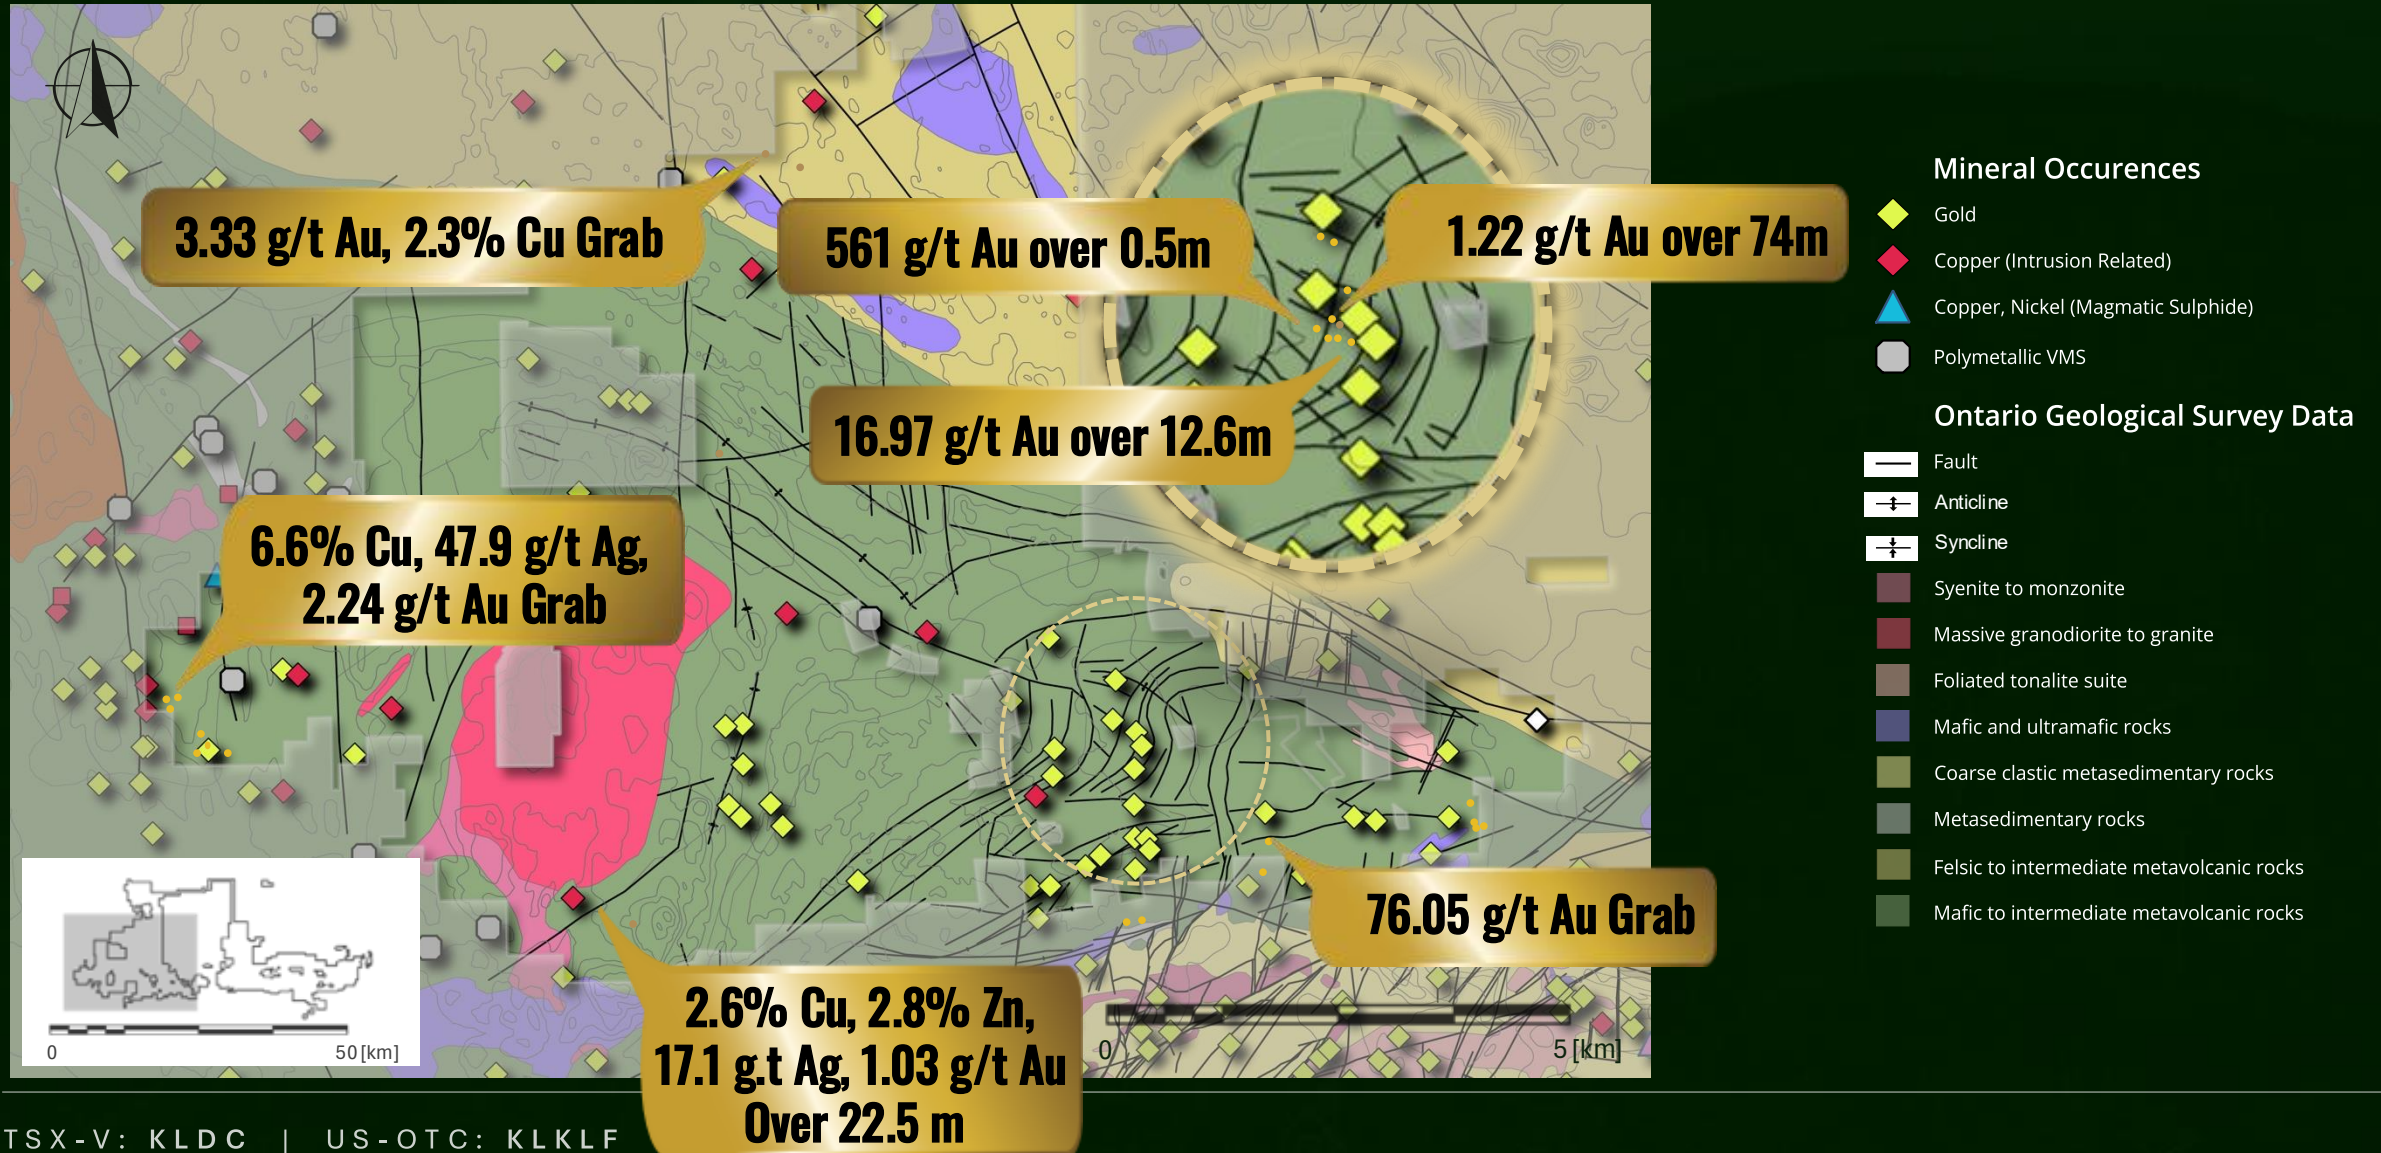 3.33 g/t Au, 2.3% Cu Grab
561 g/t Au over 0.5m
1.22 g/t Au over 74m
16.97 g/t Au over 12.6m
6.6% Cu, 47.9 g/t Ag,
2.24 g/t Au Grab
76.05 g/t Au Grab
2.6% Cu, 2.8% Zn,
17.1 g.t Ag, 1.03 g/t Au
Over 22.5 m
0 50 [km]
0 5 [km]
Mineral Occurences
Gold
Copper (Intrusion Related)
Copper, Nickel (Magmatic Sulphide)
Polymetallic VMS
Ontario Geological Survey Data
Fault
Anticline
Syncline
Syenite to monzonite
Massive granodiorite to granite
Foliated tonalite suite
Mafic and ultramafic rocks
Coarse clastic metasedimentary rocks
Metasedimentary rocks
Felsic to intermediate metavolcanic rocks
Mafic to intermediate metavolcanic rocks
TSX-V: KLDC | US-OTC: KLKLF